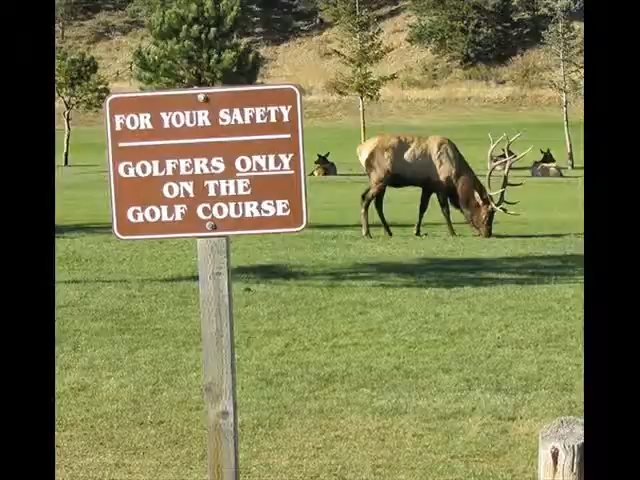 FOR YOUR SAFETY
GOLFERS ONLY
ON THE
GOLF COURSE